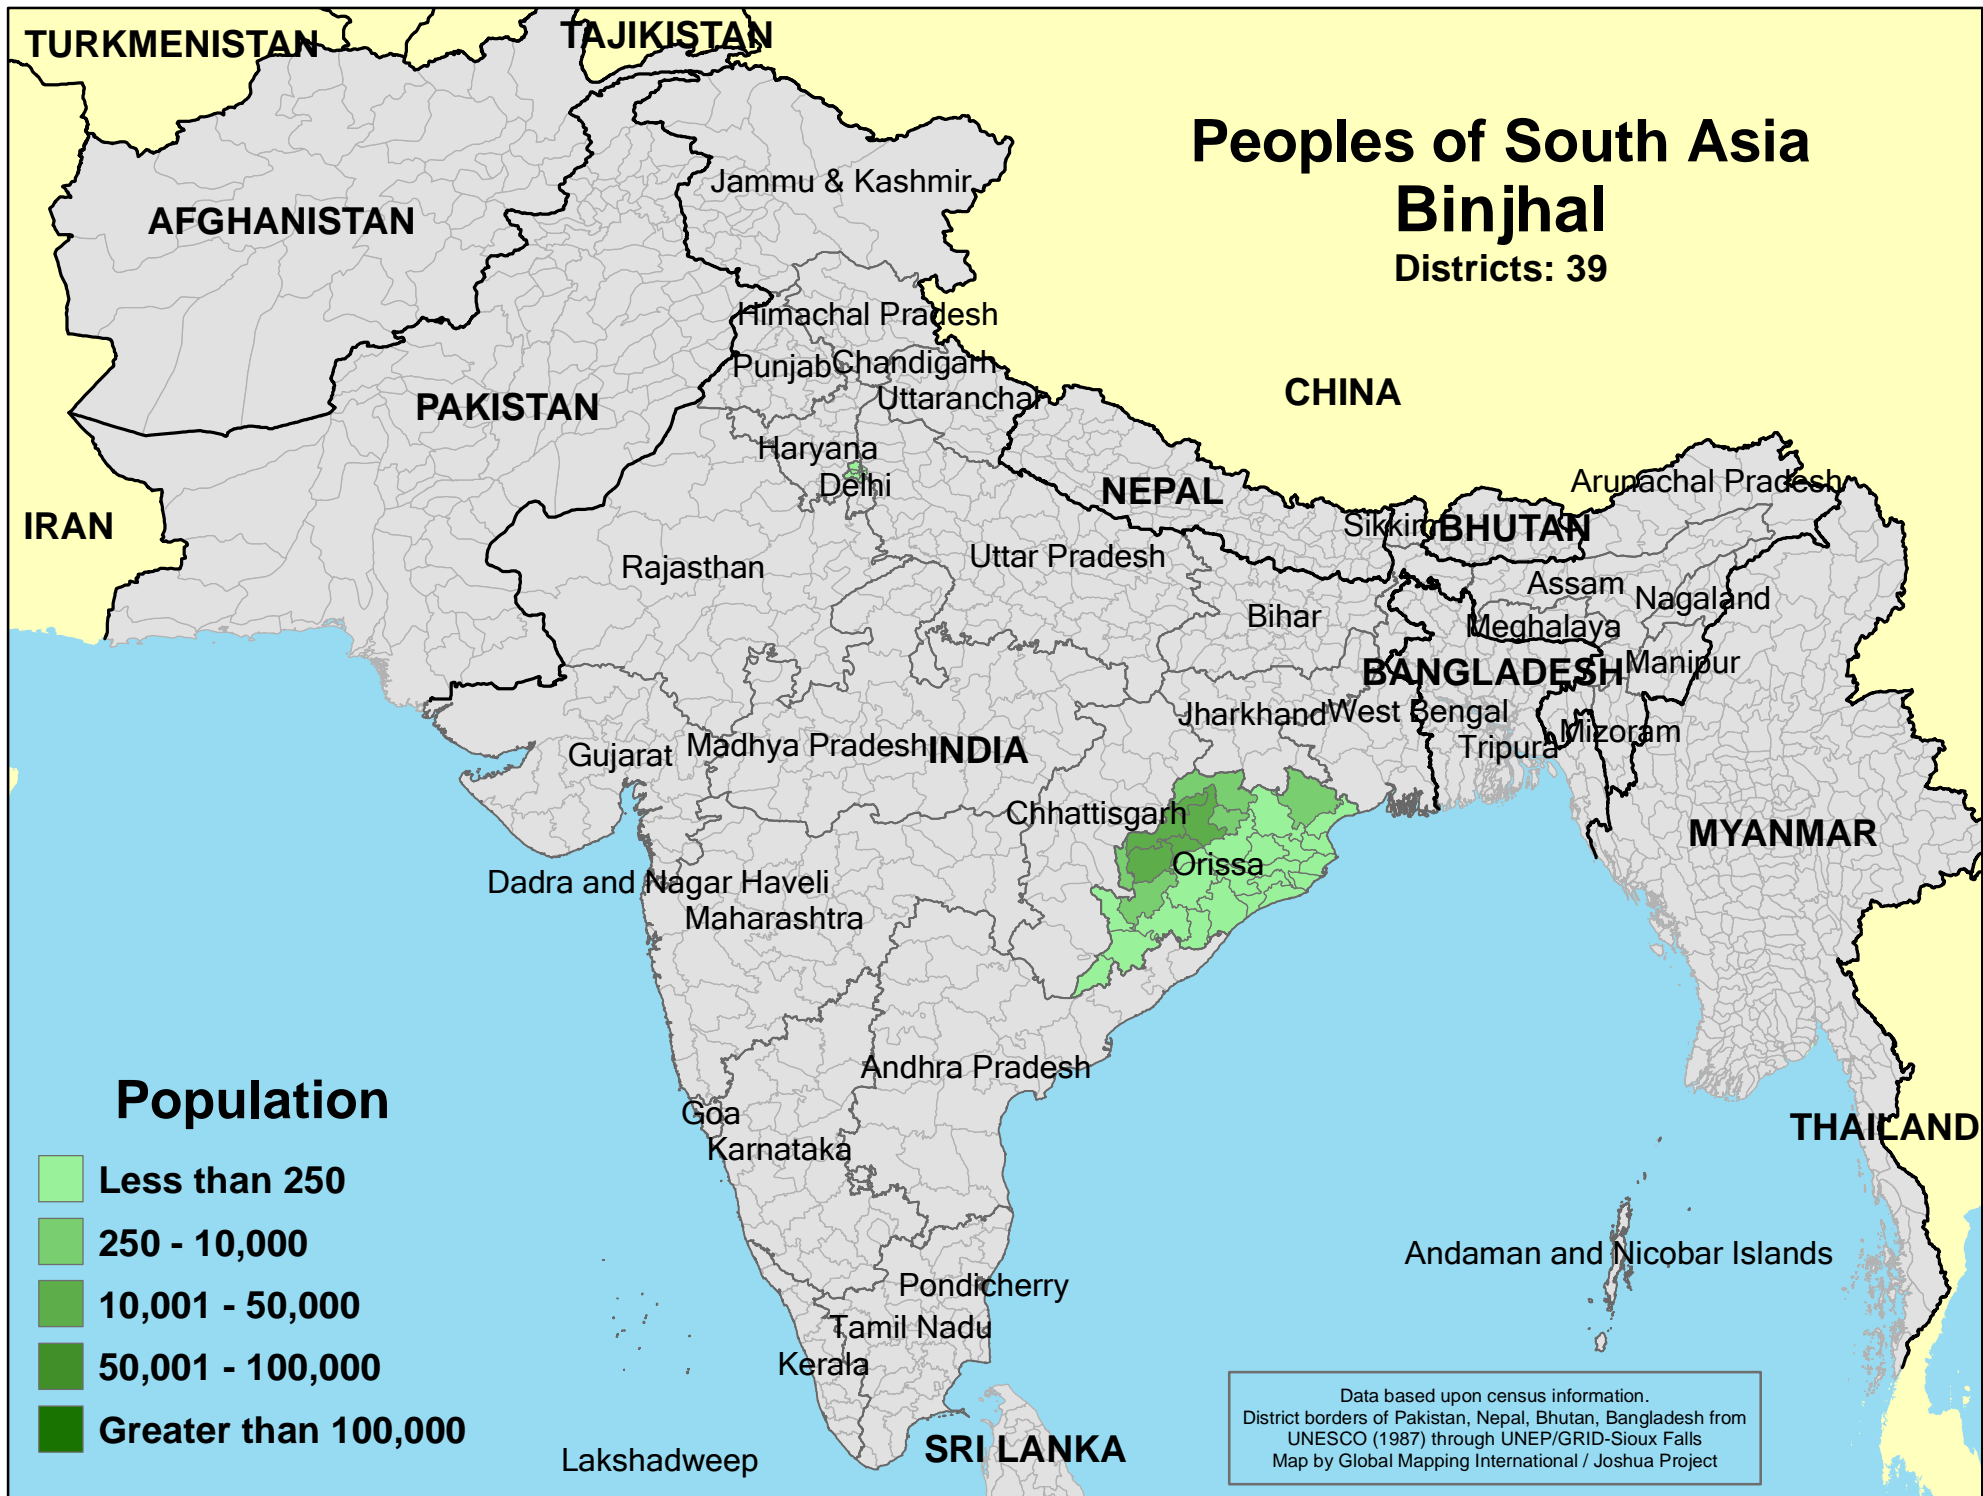 TURKMENISTAN
TAJIKISTAN
Peoples of South Asia
Binjhal
Districts: 39
Jammu & Kashmir
AFGHANISTAN
Himachal Pradesh
Punjab
Chandigarh
Uttaranchal
CHINA
PAKISTAN
Haryana
Delhi
NEPAL
Arunachal Pradesh
IRAN
Sikkim
BHUTAN
Rajasthan
Uttar Pradesh
Assam
Nagaland
Bihar
Meghalaya
BANGLADESH
Manipur
Jharkhand
West Bengal
Gujarat
Madhya Pradesh
INDIA
Tripura
Mizoram
Chhattisgarh
MYANMAR
Orissa
Dadra and Nagar Haveli
Maharashtra
Andhra Pradesh
Population
Goa
Karnataka
THAILAND
Less than 250
250 - 10,000
10,001 - 50,000
50,001 - 100,000
Greater than 100,000
Andaman and Nicobar Islands
Pondicherry
Tamil Nadu
Kerala
Lakshadweep
SRI LANKA
Data based upon census information.
District borders of Pakistan, Nepal, Bhutan, Bangladesh from
UNESCO (1987) through UNEP/GRID-Sioux Falls
Map by Global Mapping International / Joshua Project